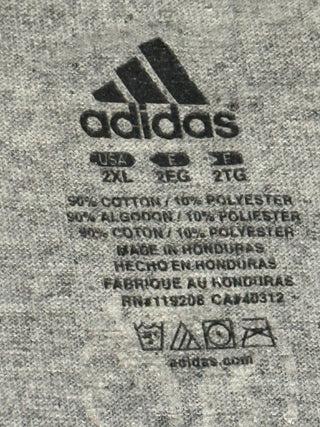 adidas
USA E F
2XL 2EG 2TG
90% COTTON / 10% POLYESTER
90% ALGODON / 10% POLIESTER
90% COTON / 10% POLYESTER
MADE IN HONDURAS
HECHO EN HONDURAS
FABRIQUE AU HONDURAS
RN#119208 CA#40312
adidas.com